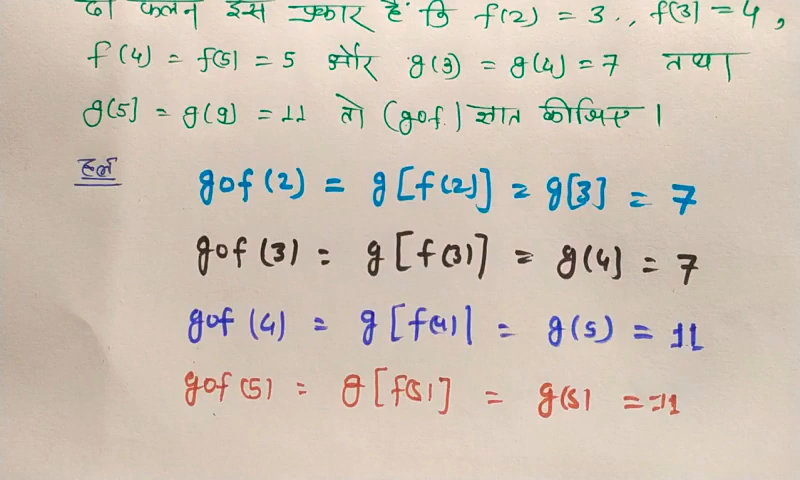 दो फलन इस प्रकार हैं कि f(2) = 3., f(3) = 4,
f(4) = f(5) = 5 और g(3) = g(4) = 7 तथा
g(5) = g(9) = 11 तो (gof) ज्ञात कीजिए।
हल
gof(2) = g[f(2)] = g[3] = 7
gof(3) = g[f(3)] = g(4) = 7
gof(4) = g[f(4)] = g(5) = 11
gof(5) = g[f(5)] = g(5) = =11